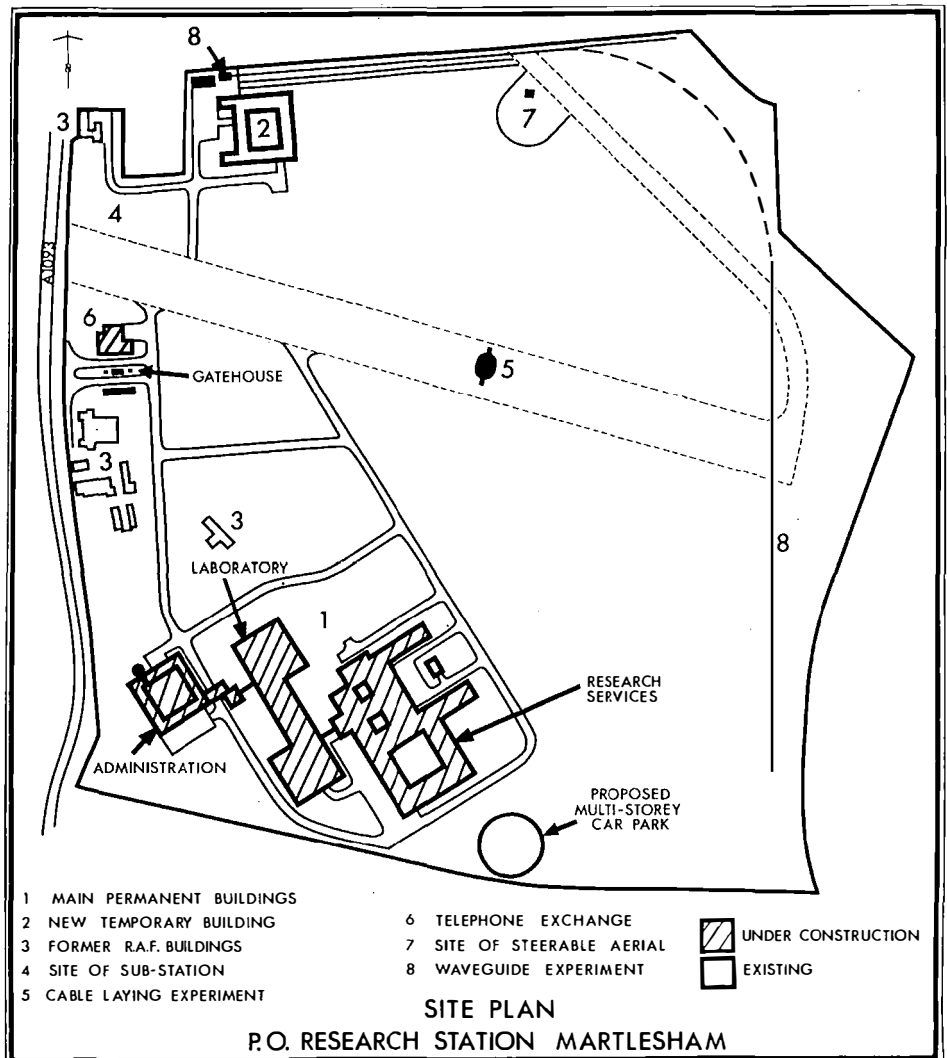 8
8
3
2
7
4
A1093
6
5
GATEHOUSE
3
8
3
LABORATORY
1
RESEARCH
SERVICES
ADMINISTRATION
PROPOSED
MULTI-STOREY
CAR PARK
1 MAIN PERMANENT BUILDINGS
2 NEW TEMPORARY BUILDING
3 FORMER R.A.F. BUILDINGS
4 SITE OF SUB-STATION
5 CABLE LAYING EXPERIMENT
6 TELEPHONE EXCHANGE
7 SITE OF STEERABLE AERIAL
8 WAVEGUIDE EXPERIMENT
UNDER CONSTRUCTION
EXISTING
SITE PLAN
P.O. RESEARCH STATION MARTLESHAM